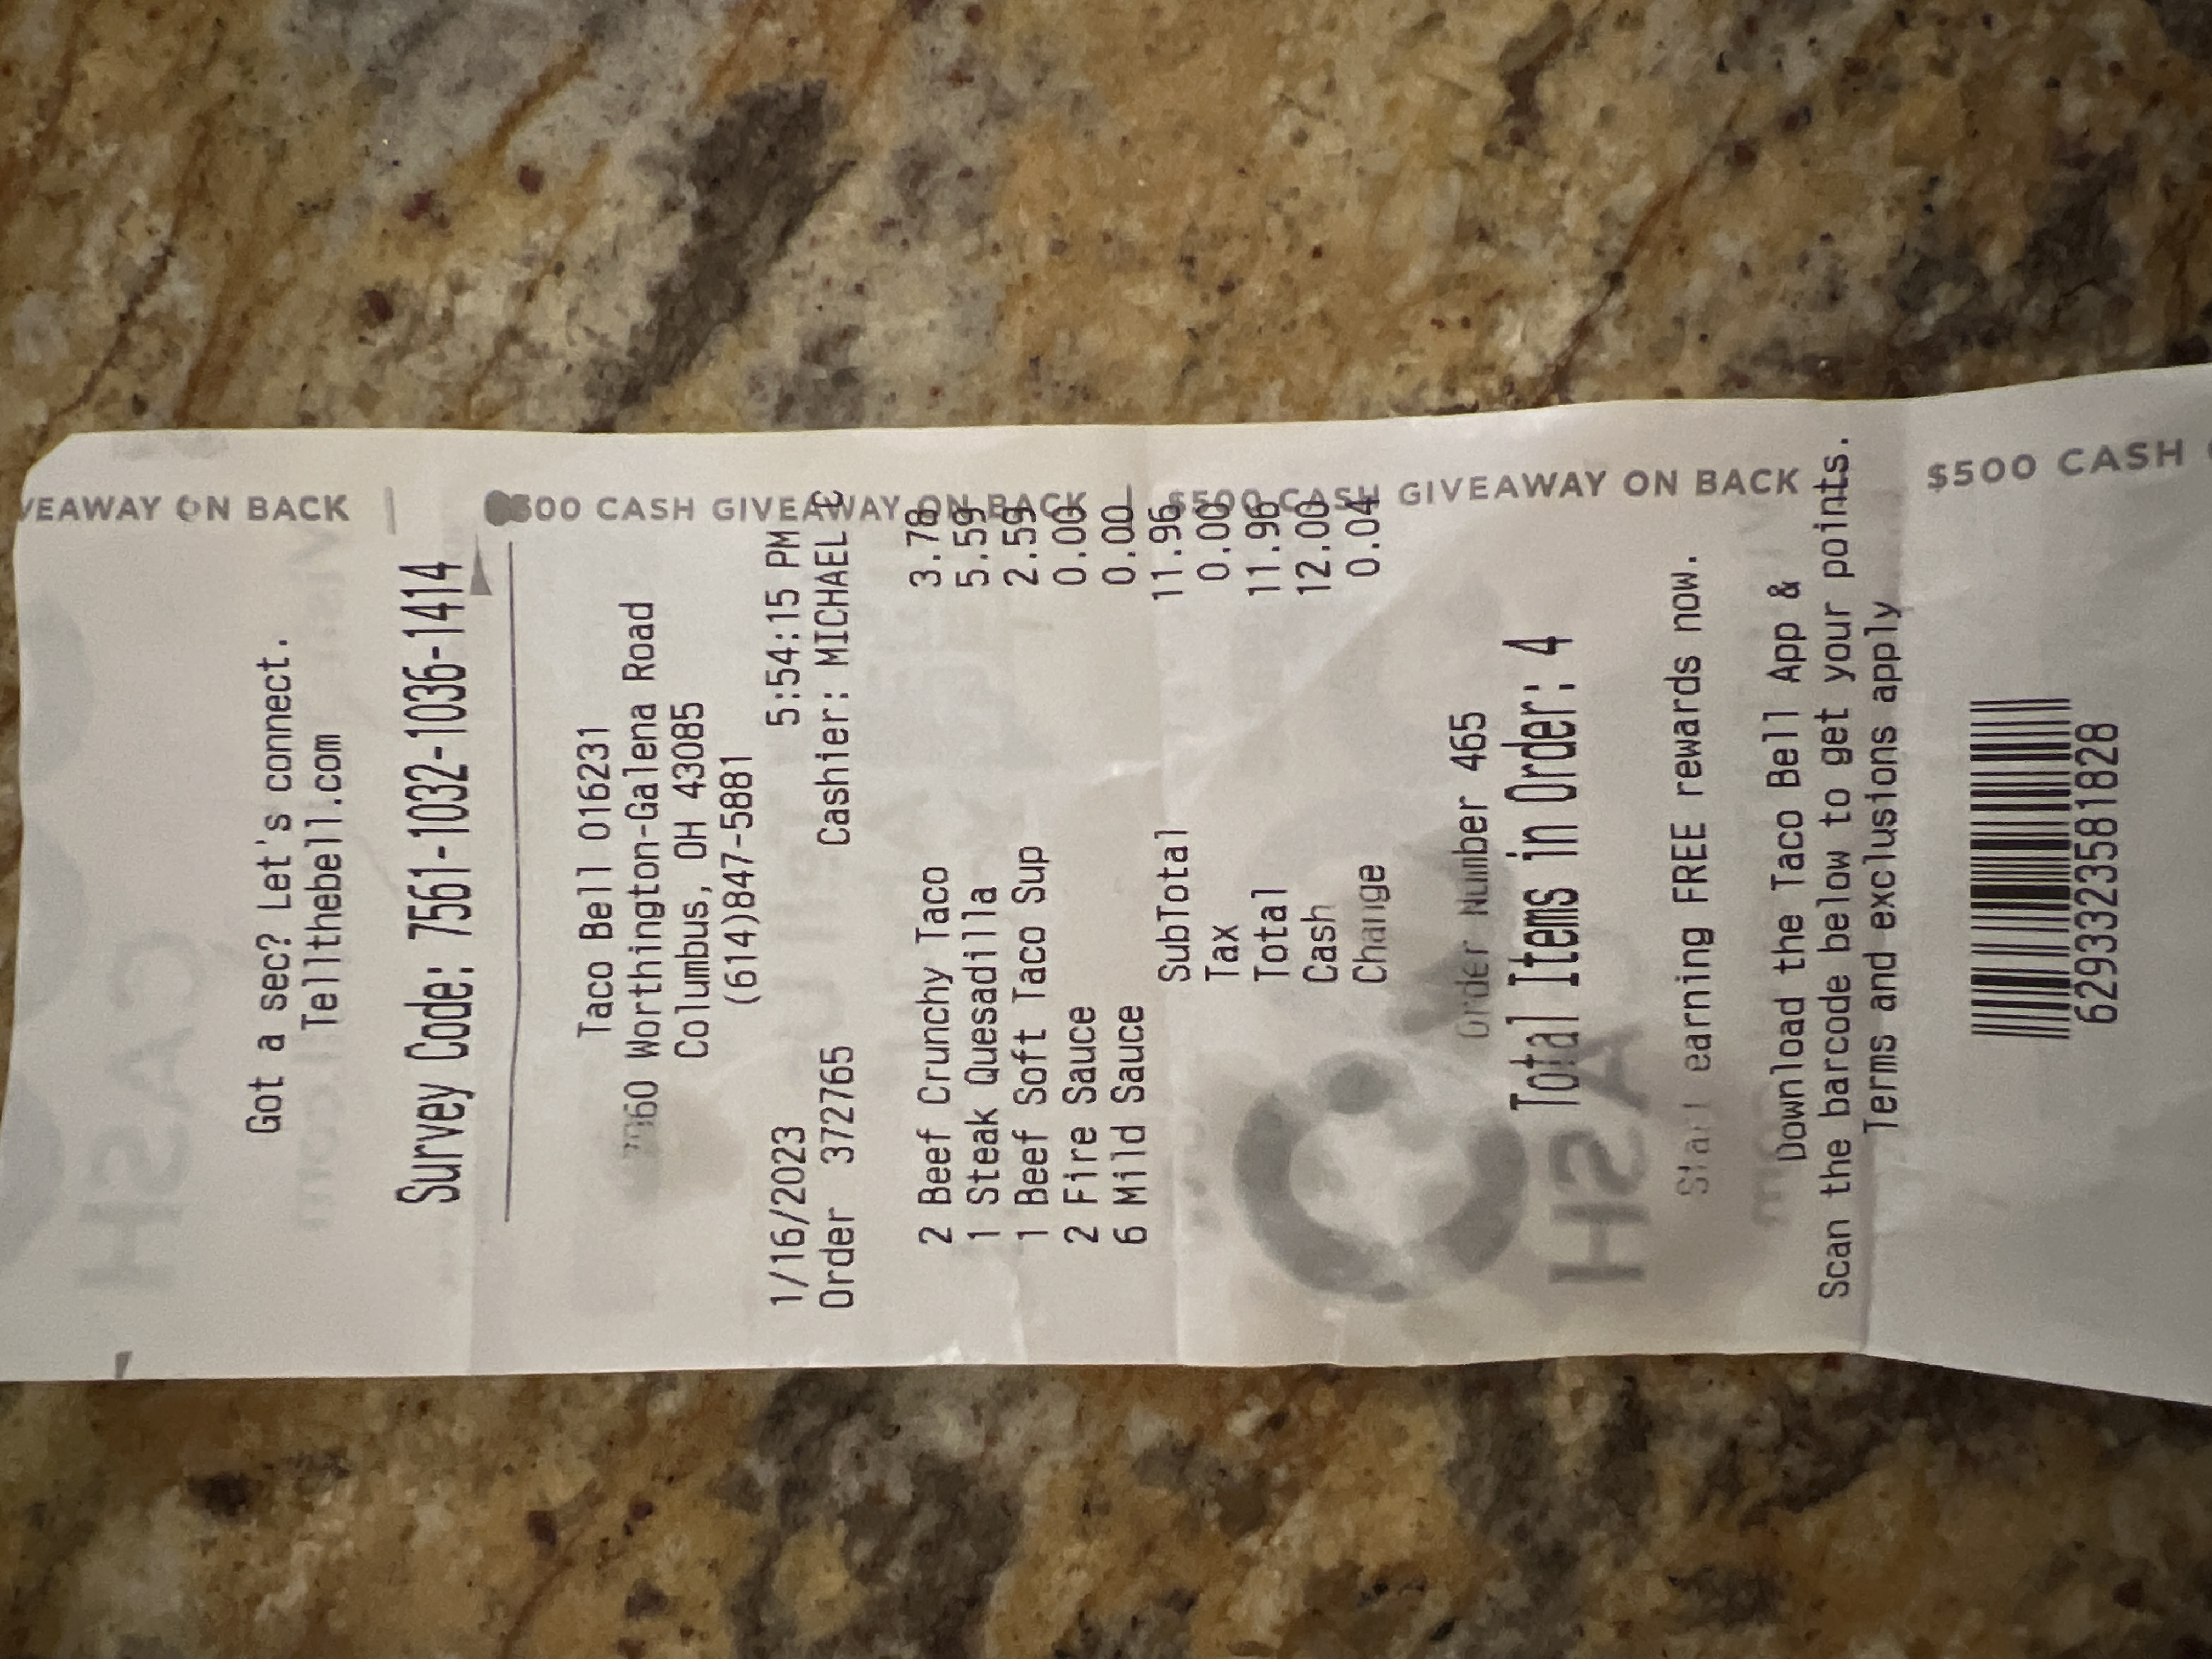 Got a sec? Let's connect.
Tellthebell.com
Survey Code: 7561-1032-1036-1414
Taco Bell 016231
7960 Worthington-Galena Road
Columbus, OH 43085
(614)847-5881
1/16/2023 5:54:15 PM
Order 372765 Cashier: MICHAEL C
2 Beef Crunchy Taco 3.78
1 Steak Quesadilla 5.59
1 Beef Soft Taco Sup 2.59
2 Fire Sauce 0.00
6 Mild Sauce 0.00
SubTotal 11.96
Tax 0.00
Total 11.96
Cash 12.00
Change 0.04
Order Number 465
Total Items in Order: 4
Start earning FREE rewards now.
Download the Taco Bell App &
Scan the barcode below to get your points.
Terms and exclusions apply
6293323581828
VEAWAY ON BACK | $500 CASH GIVEAWAY ON BACK | $500 CASH GIVEAWAY ON BACK $500 CASH
CASH
CASH